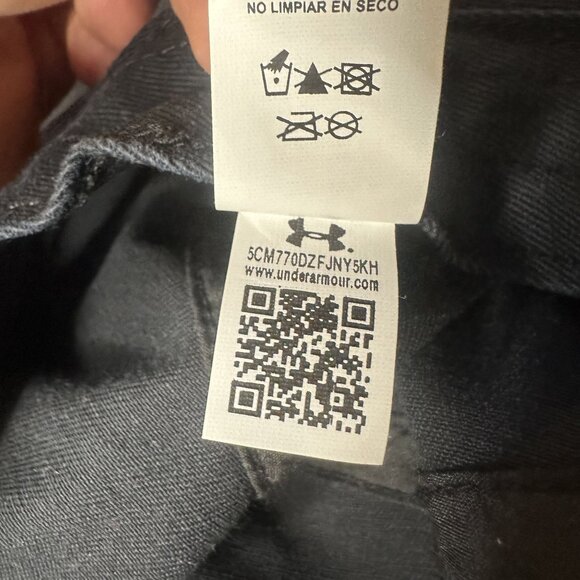 NO LIMPIAR EN SECO
5CM770DZFJNY5KH
www.underarmour.com